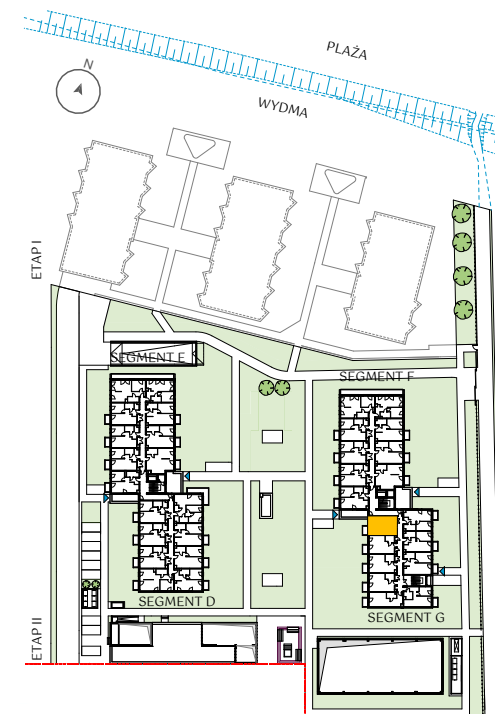 PLAŻA
N
WYDMA
ETAP I
SEGMENT E
SEGMENT F
SEGMENT D
SEGMENT G
ETAP II